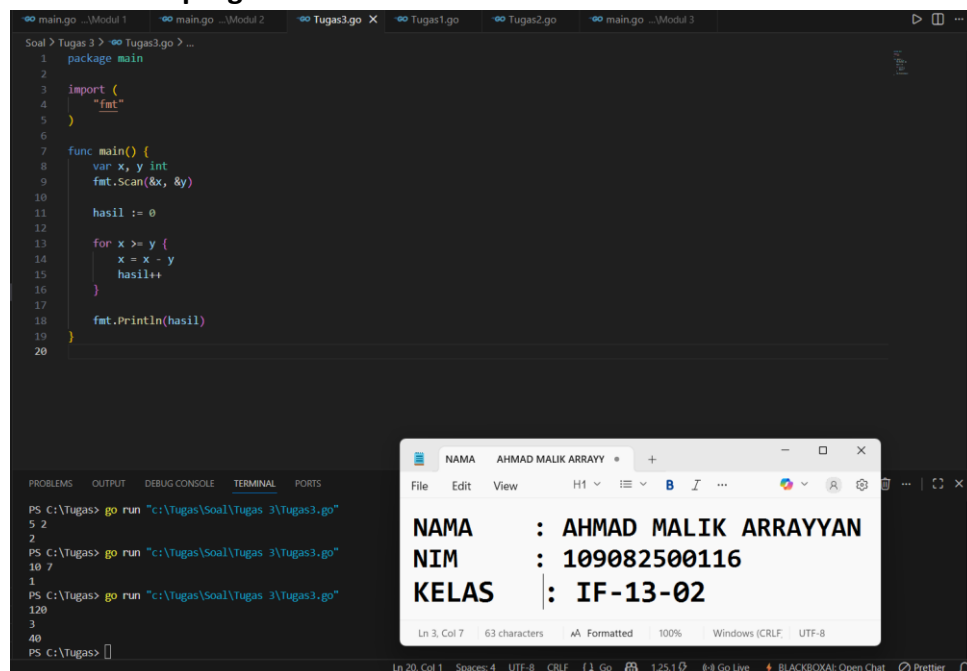 main.go ...\Modul 1 main.go ...\Modul 2 Tugas3.go Tugas1.go Tugas2.go main.go ...\Modul 3
Soal > Tugas 3 > Tugas3.go > ...
1 package main
2
3 import (
4 "fmt"
5 )
6
7 func main() {
8 var x, y int
9 fmt.Scan(&x, &y)
10
11 hasil := 0
12
13 for x >= y {
14 x = x - y
15 hasil++
16 }
17
18 fmt.Println(hasil)
19 }
20
NAMA AHMAD MALIK ARRAYY
File Edit View H1 B I ...
NAMA : AHMAD MALIK ARRAYYAN
NIM : 109082500116
KELAS : IF-13-02
Ln 3, Col 7 63 characters Formatted 100% Windows (CRLF) UTF-8
PROBLEMS OUTPUT DEBUG CONSOLE TERMINAL PORTS
PS C:\Tugas> go run "c:\Tugas\Soal\Tugas 3\Tugas3.go"
5 2
2
PS C:\Tugas> go run "c:\Tugas\Soal\Tugas 3\Tugas3.go"
10 7
1
PS C:\Tugas> go run "c:\Tugas\Soal\Tugas 3\Tugas3.go"
120
3
40
PS C:\Tugas>
Ln 20, Col 1 Spaces: 4 UTF-8 CRLF Go 1.25.1 Go Live BLACKBOXAI: Open Chat Prettier